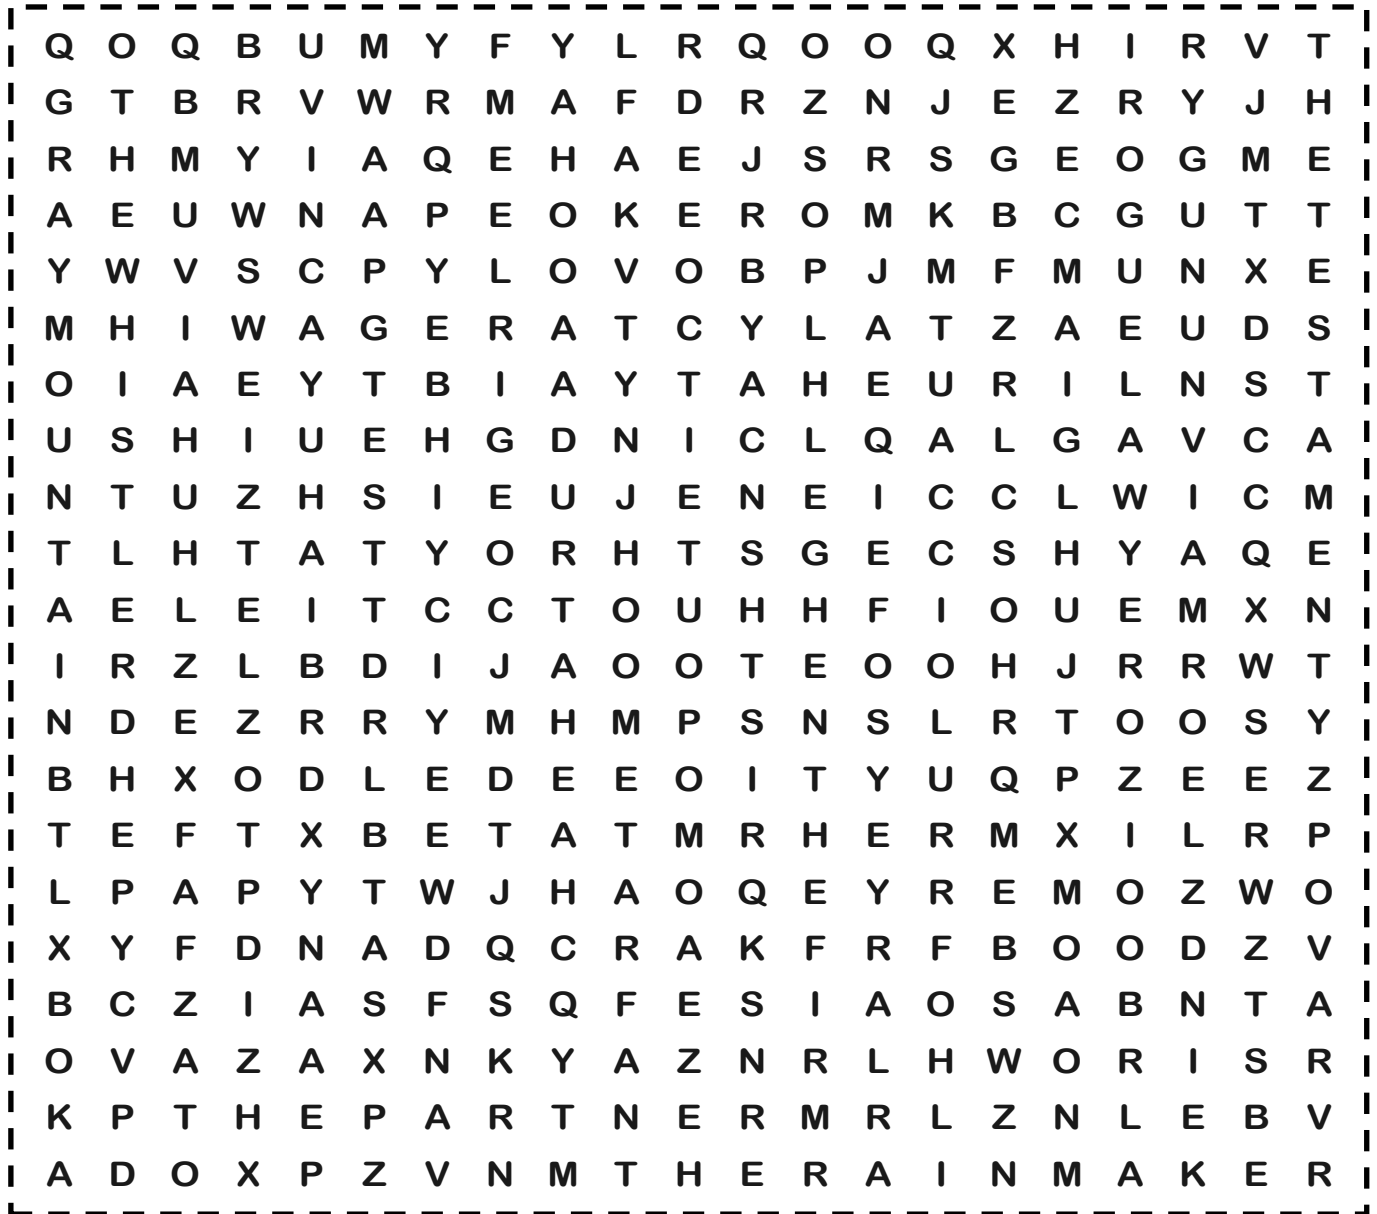 Q O Q B U M Y F Y L R Q O O Q X H I R V T
G T B R V W R M A F D R Z N J E Z R Y J H
R H M Y I A Q E H A E J S R S G E O G M E
A E U W N A P E O K E R O M K B C G U T T
Y W V S C P Y L O V O B P J M F M U N X E
M H I W A G E R A T C Y L A T Z A E U D S
O I A E Y T B I A Y T A H E U R I L N S T
U S H I U E H G D N I C L Q A L G A V C A
N T U Z H S I E U J E N E I C C L W I C M
T L H T A T Y O R H T S G E C S H Y A Q E
A E L E I T C C T O U H H F I O U E M X N
I R Z L B D I J A O O T E O O H J R R W T
N D E Z R R Y M H M P S N S L R T O O S Y
B H X O D L E D E E O I T Y U Q P Z E E Z
T E F T X B E T A T M R H E R M X I L R P
L P A P Y T W J H A O Q E Y R E M O Z W O
X Y F D N A D Q C R A K F R F B O O D Z V
B C Z I A S F S Q F E S I A O S A B N T A
O V A Z A X N K Y A Z N R L H W O R I S R
K P T H E P A R T N E R M R L Z N L E B V
A D O X P Z V N M T H E R A I N M A K E R